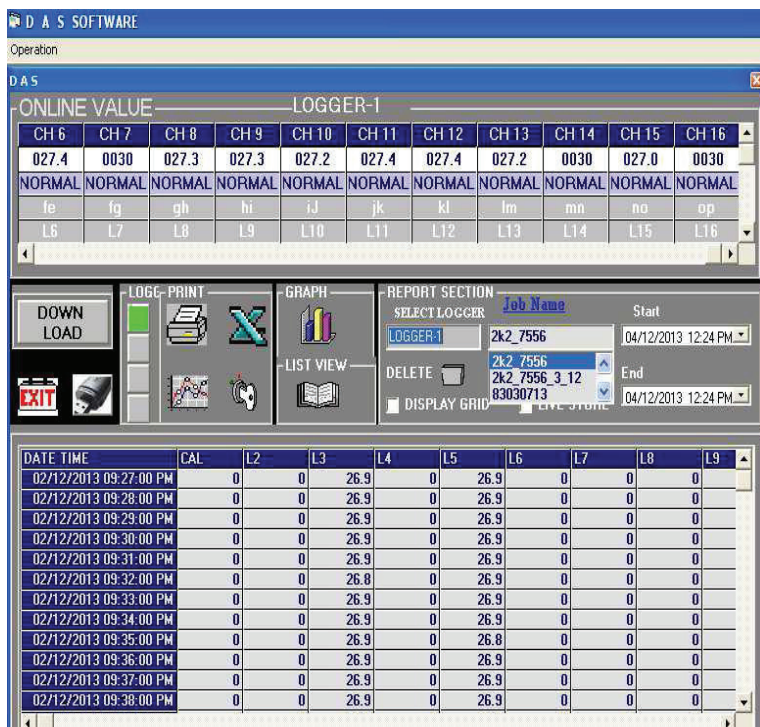 D A S SOFTWARE
Operation
DAS
ONLINE VALUE LOGGER-1
CH 6 CH 7 CH 8 CH 9 CH 10 CH 11 CH 12 CH 13 CH 14 CH 15 CH 16
027.4 0030 027.3 027.3 027.2 027.4 027.4 027.2 0030 027.0 0030
NORMAL NORMAL NORMAL NORMAL NORMAL NORMAL NORMAL NORMAL NORMAL NORMAL NORMAL
fe fg gh hi iJ jk kl lm mn no op
L6 L7 L8 L9 L10 L11 L12 L13 L14 L15 L16
DOWN LOAD
EXIT
LOGG
PRINT
GRAPH
LIST VIEW
REPORT SECTION
SELECT LOGGER Job Name Start
LOGGER-1 2k2_7556 04/12/2013 12:24 PM
DELETE 2k2_7556 End
2k2_7556_3_12
83030713 04/12/2013 12:24 PM
DISPLAY GRID LIVE STORE
DATE TIME CAL L2 L3 L4 L5 L6 L7 L8 L9
02/12/2013 09:27:00 PM 0 0 26.9 0 26.9 0 0 0
02/12/2013 09:28:00 PM 0 0 26.9 0 26.9 0 0 0
02/12/2013 09:29:00 PM 0 0 26.9 0 26.9 0 0 0
02/12/2013 09:30:00 PM 0 0 26.9 0 26.9 0 0 0
02/12/2013 09:31:00 PM 0 0 26.9 0 26.9 0 0 0
02/12/2013 09:32:00 PM 0 0 26.8 0 26.9 0 0 0
02/12/2013 09:33:00 PM 0 0 26.9 0 26.9 0 0 0
02/12/2013 09:34:00 PM 0 0 26.9 0 26.9 0 0 0
02/12/2013 09:35:00 PM 0 0 26.9 0 26.8 0 0 0
02/12/2013 09:36:00 PM 0 0 26.9 0 26.9 0 0 0
02/12/2013 09:37:00 PM 0 0 26.9 0 26.9 0 0 0
02/12/2013 09:38:00 PM 0 0 26.9 0 26.9 0 0 0